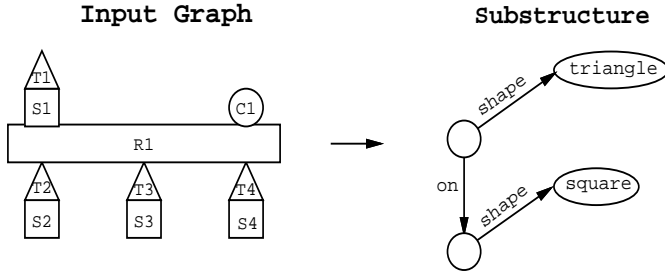 Input Graph
Substructure
T1
S1
C1
R1
T2
T3
T4
S2
S3
S4
shape
triangle
on
shape
square